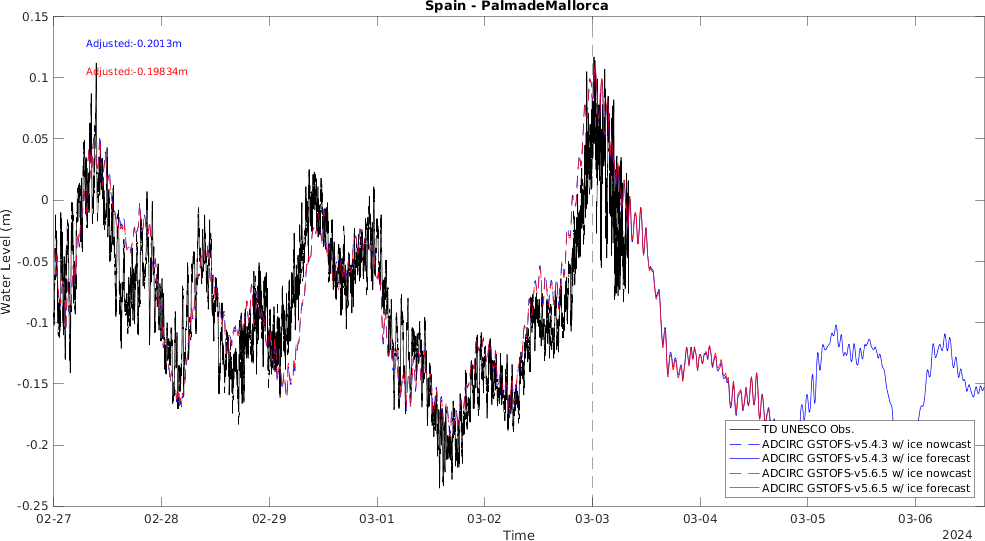 Spain - PalmadeMallorca
0.15
Adjusted:-0.2013m
Adjusted:-0.19834m
0.1
0.05
0
-0.05
-0.1
-0.15
-0.2
-0.25
Water Level (m)
TD UNESCO Obs.
ADCIRC GSTOFS-v5.4.3 w/ ice nowcast
ADCIRC GSTOFS-v5.4.3 w/ ice forecast
ADCIRC GSTOFS-v5.6.5 w/ ice nowcast
ADCIRC GSTOFS-v5.6.5 w/ ice forecast
02-27 02-28 02-29 03-01 03-02 03-03 03-04 03-05 03-06
Time
2024